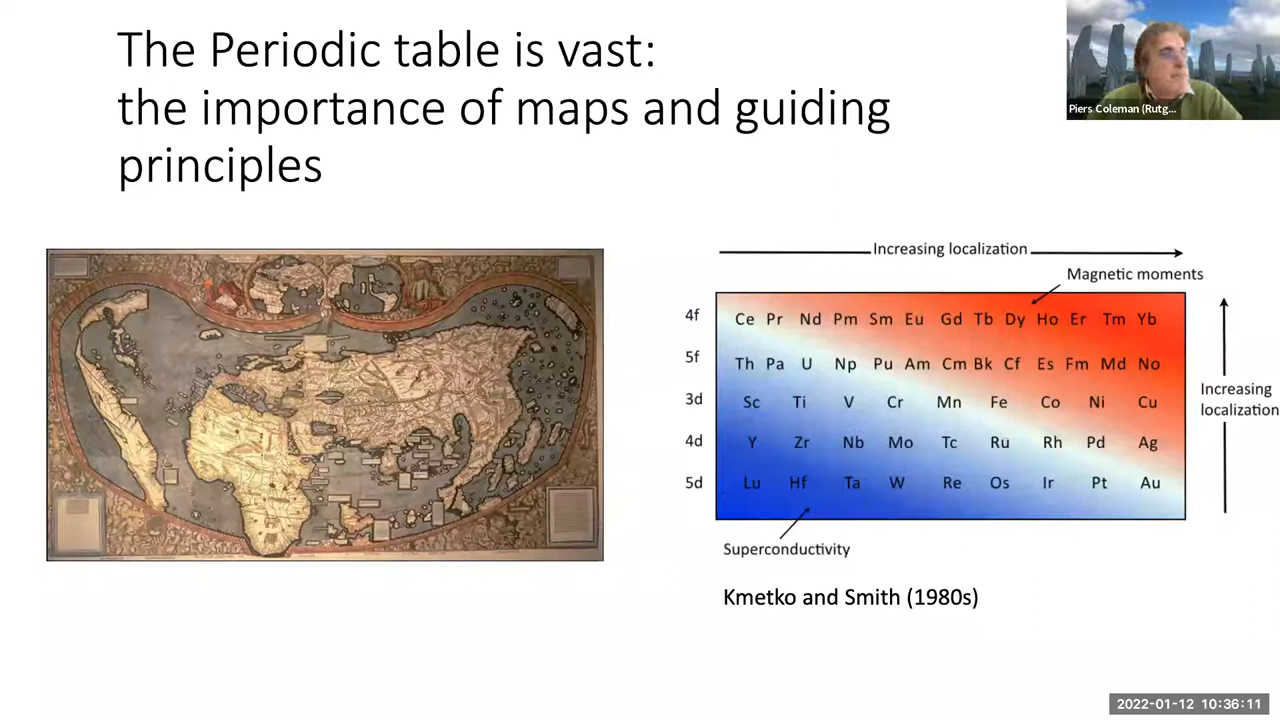 The Periodic table is vast:
the importance of maps and guiding
principles
Piers Coleman (Rutg...
Increasing localization
Magnetic moments
4f Ce Pr Nd Pm Sm Eu Gd Tb Dy Ho Er Tm Yb
5f Th Pa U Np Pu Am Cm Bk Cf Es Fm Md No
3d Sc Ti V Cr Mn Fe Co Ni Cu
4d Y Zr Nb Mo Tc Ru Rh Pd Ag
5d Lu Hf Ta W Re Os Ir Pt Au
Increasing
localization
Superconductivity
Kmetko and Smith (1980s)
2022-01-12 10:36:11